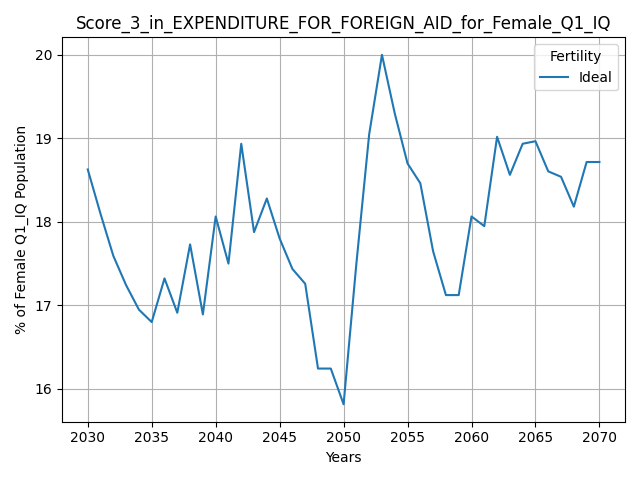 Score_3_in_EXPENDITURE_FOR_FOREIGN_AID_for_Female_Q1_IQ
Fertility
Ideal
% of Female Q1_IQ Population
20
19
18
17
16
2030 2035 2040 2045 2050 2055 2060 2065 2070
Years